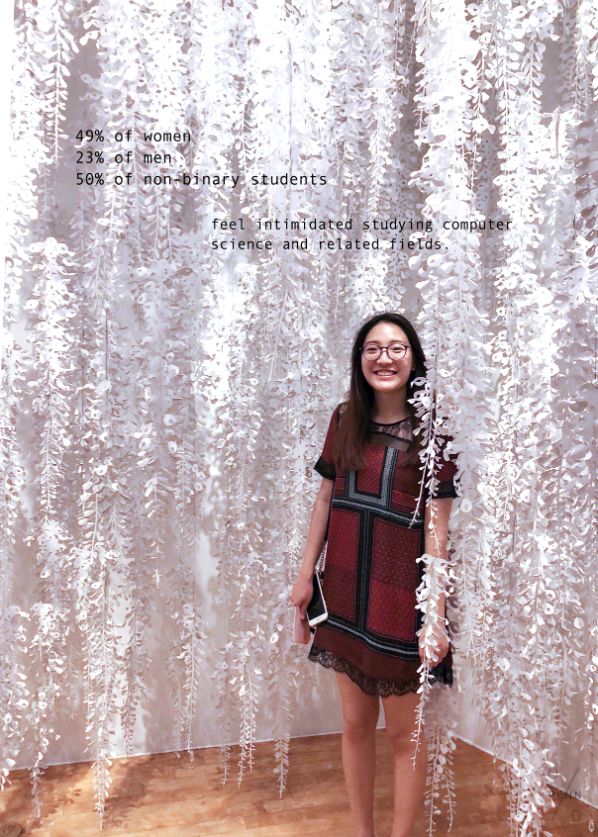 49% of women
23% of men
50% of non-binary students
feel intimidated studying computer
science and related fields.